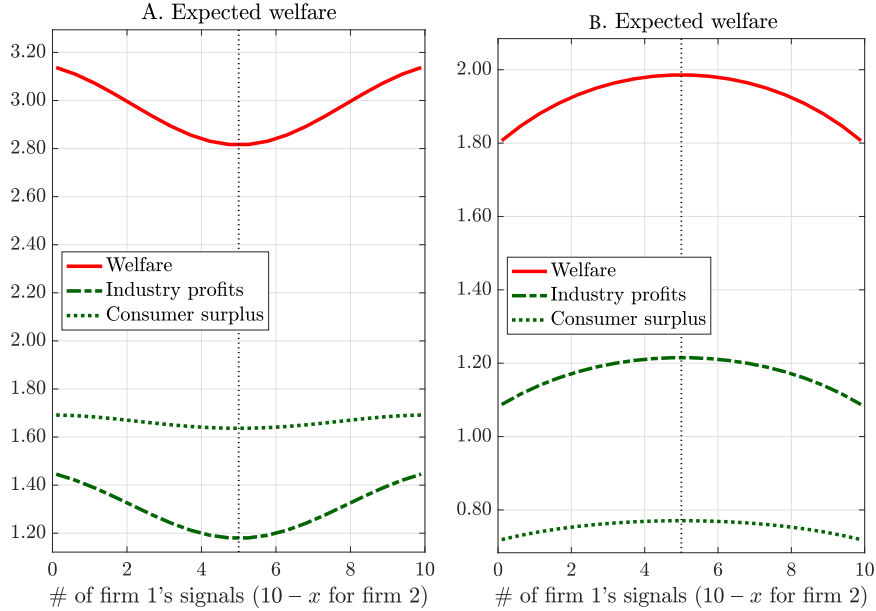 A. Expected welfare
3.20
3.00
2.80
2.60
2.40
2.20
2.00
1.80
1.60
1.40
1.20
Welfare
Industry profits
Consumer surplus
0 2 4 6 8 10
# of firm 1's signals (10 − x for firm 2)
B. Expected welfare
2.00
1.80
1.60
1.40
1.20
1.00
0.80
Welfare
Industry profits
Consumer surplus
0 2 4 6 8 10
# of firm 1's signals (10 − x for firm 2)